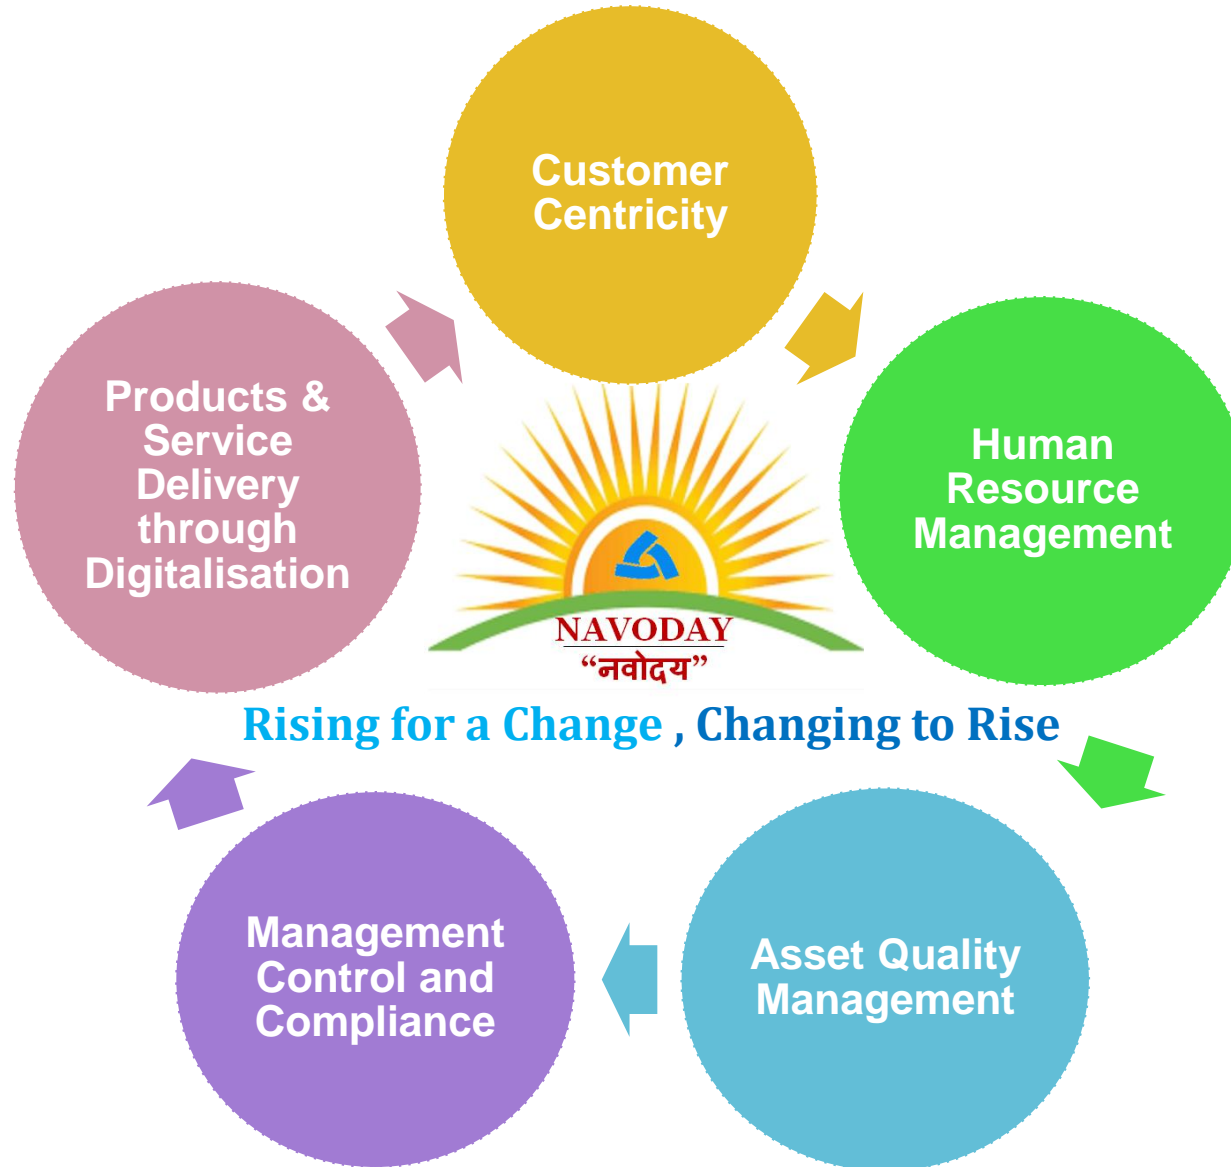 Customer
Centricity
Human
Resource
Management
Asset Quality
Management
Management
Control and
Compliance
Products &
Service
Delivery
through
Digitalisation
NAVODAY
“नवोदय”
Rising for a Change , Changing to Rise